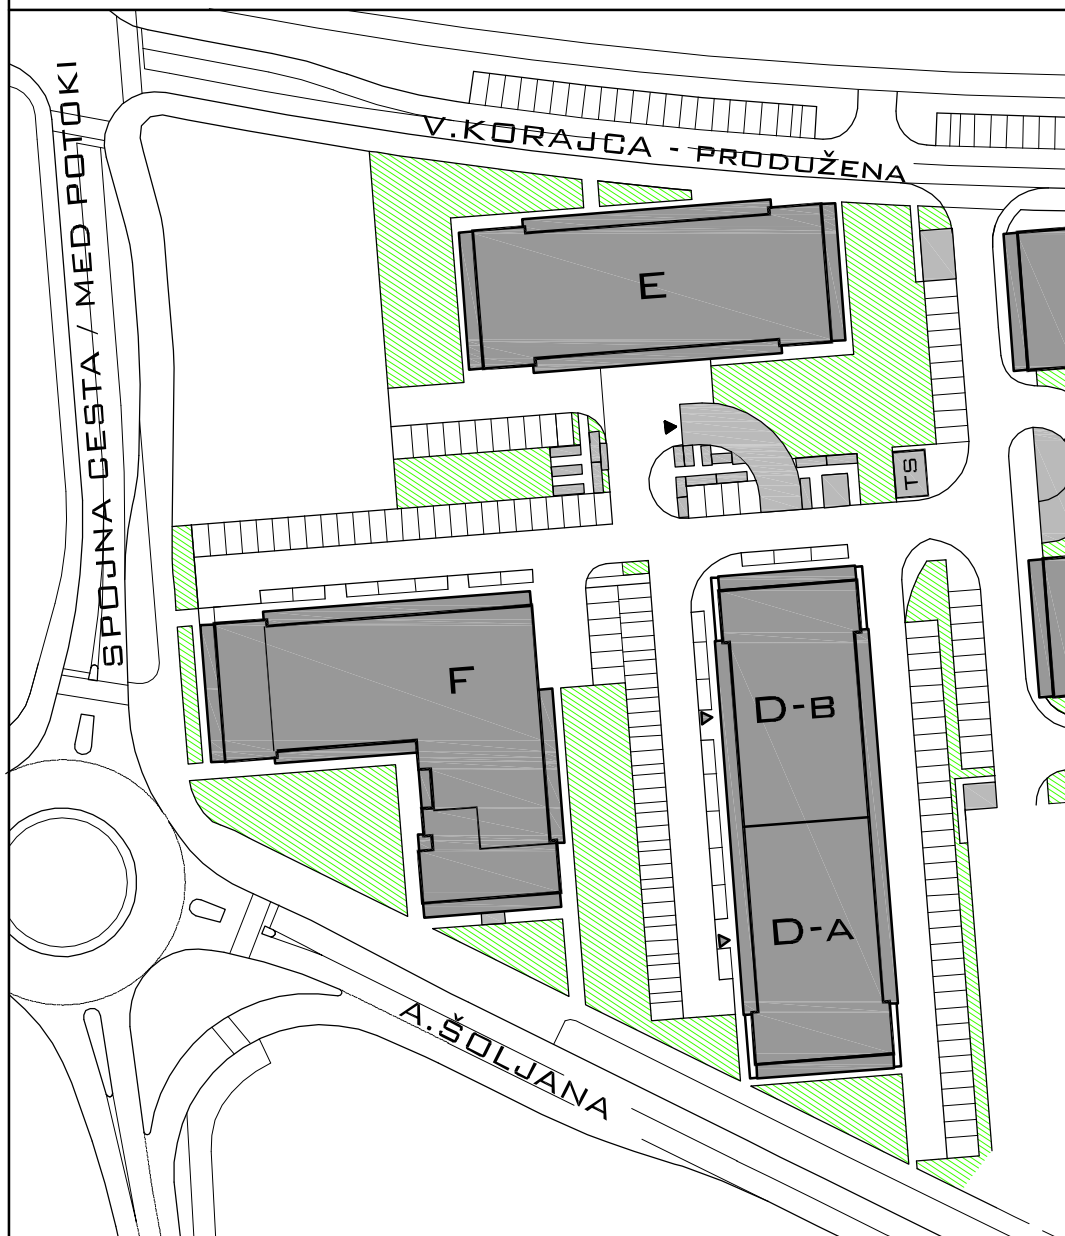 V.KORAJCA - PRODUŽENA
SPOJNA CESTA / MED POTOKI
E
TS
F
D-B
D-A
A.ŠOLJANA